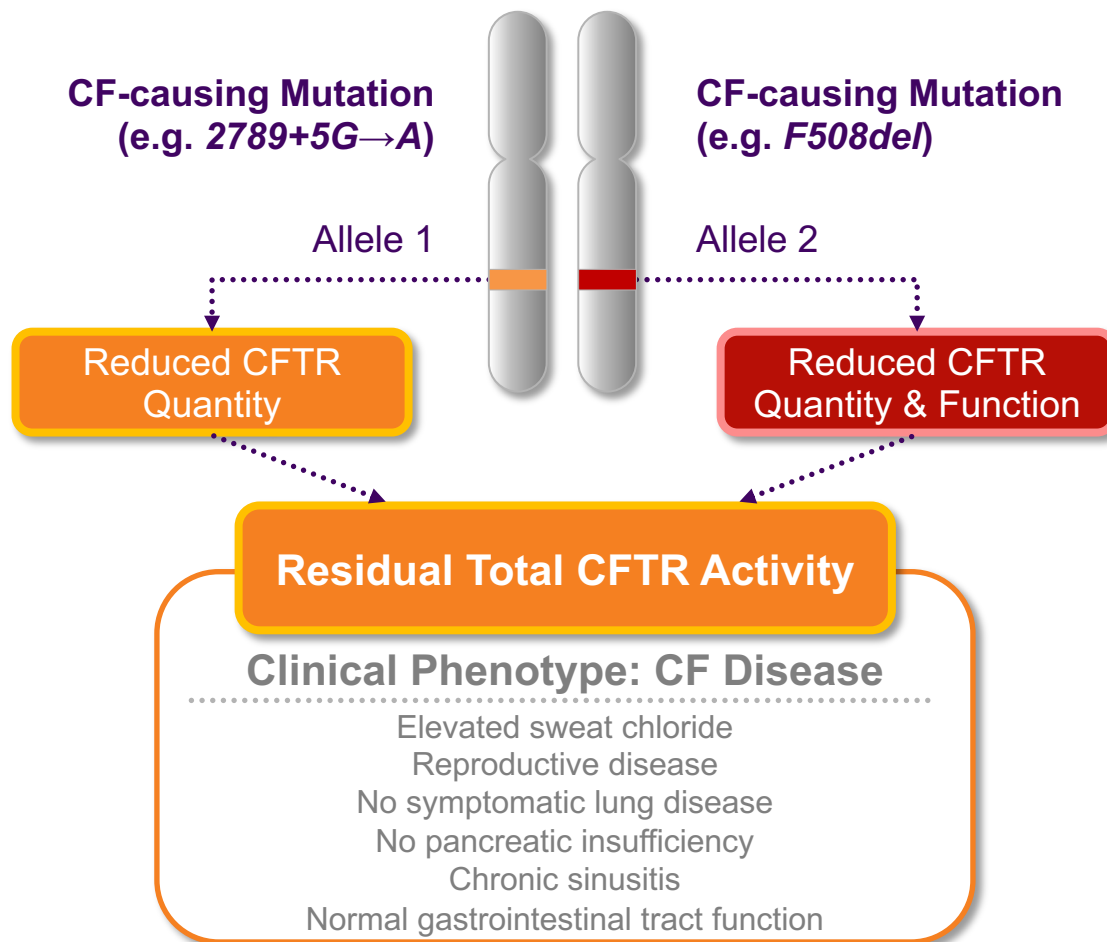 CF-causing Mutation
(e.g. 2789+5G→A)
CF-causing Mutation
(e.g. F508del)
Allele 1
Allele 2
Reduced CFTR
Quantity
Reduced CFTR
Quantity & Function
Residual Total CFTR Activity
Clinical Phenotype: CF Disease
Elevated sweat chloride
Reproductive disease
No symptomatic lung disease
No pancreatic insufficiency
Chronic sinusitis
Normal gastrointestinal tract function